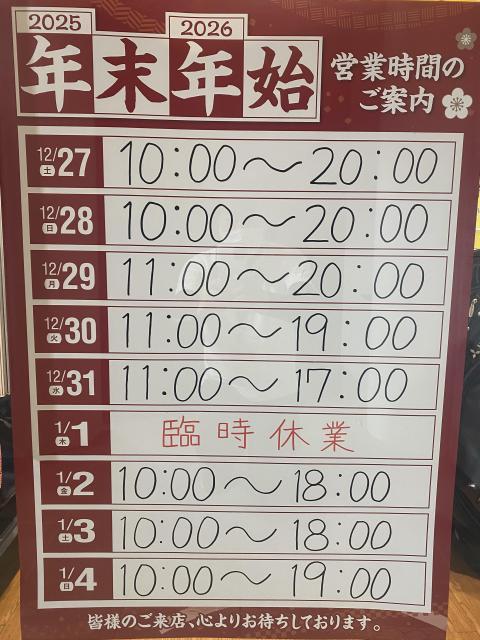 2025 2026
年末年始
営業時間の
ご案内
12/27 土 10:00〜20:00
12/28 日 10:00〜20:00
12/29 月 11:00〜20:00
12/30 火 11:00〜19:00
12/31 水 11:00〜17:00
1/1 木 臨時休業
1/2 金 10:00〜18:00
1/3 土 10:00〜18:00
1/4 日 10:00〜19:00
皆様のご来店、心よりお待ちしております。